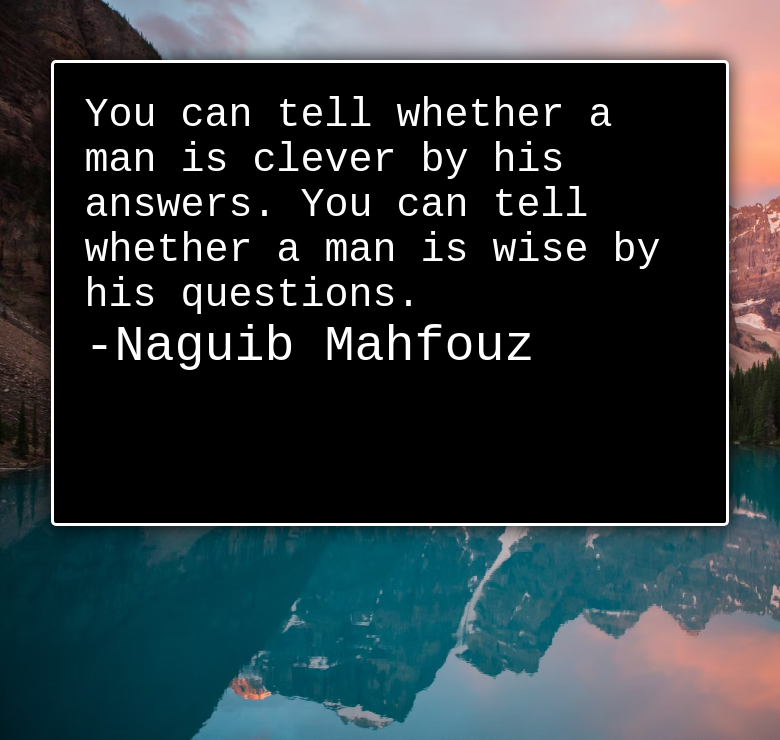 You can tell whether a
man is clever by his
answers. You can tell
whether a man is wise by
his questions.
-Naguib Mahfouz